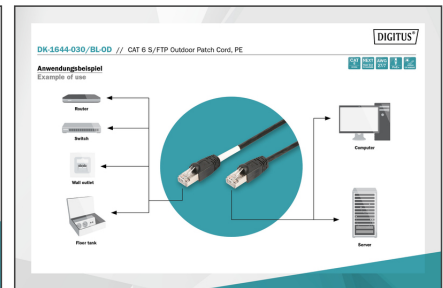 DIGITUS®
DK-1644-030/BL-OD // CAT 6 S/FTP Outdoor Patch Cord, PE
Anwendungsbeispiel
Example of use
Router
Switch
Wall outlet
Floor tank
Computer
Server